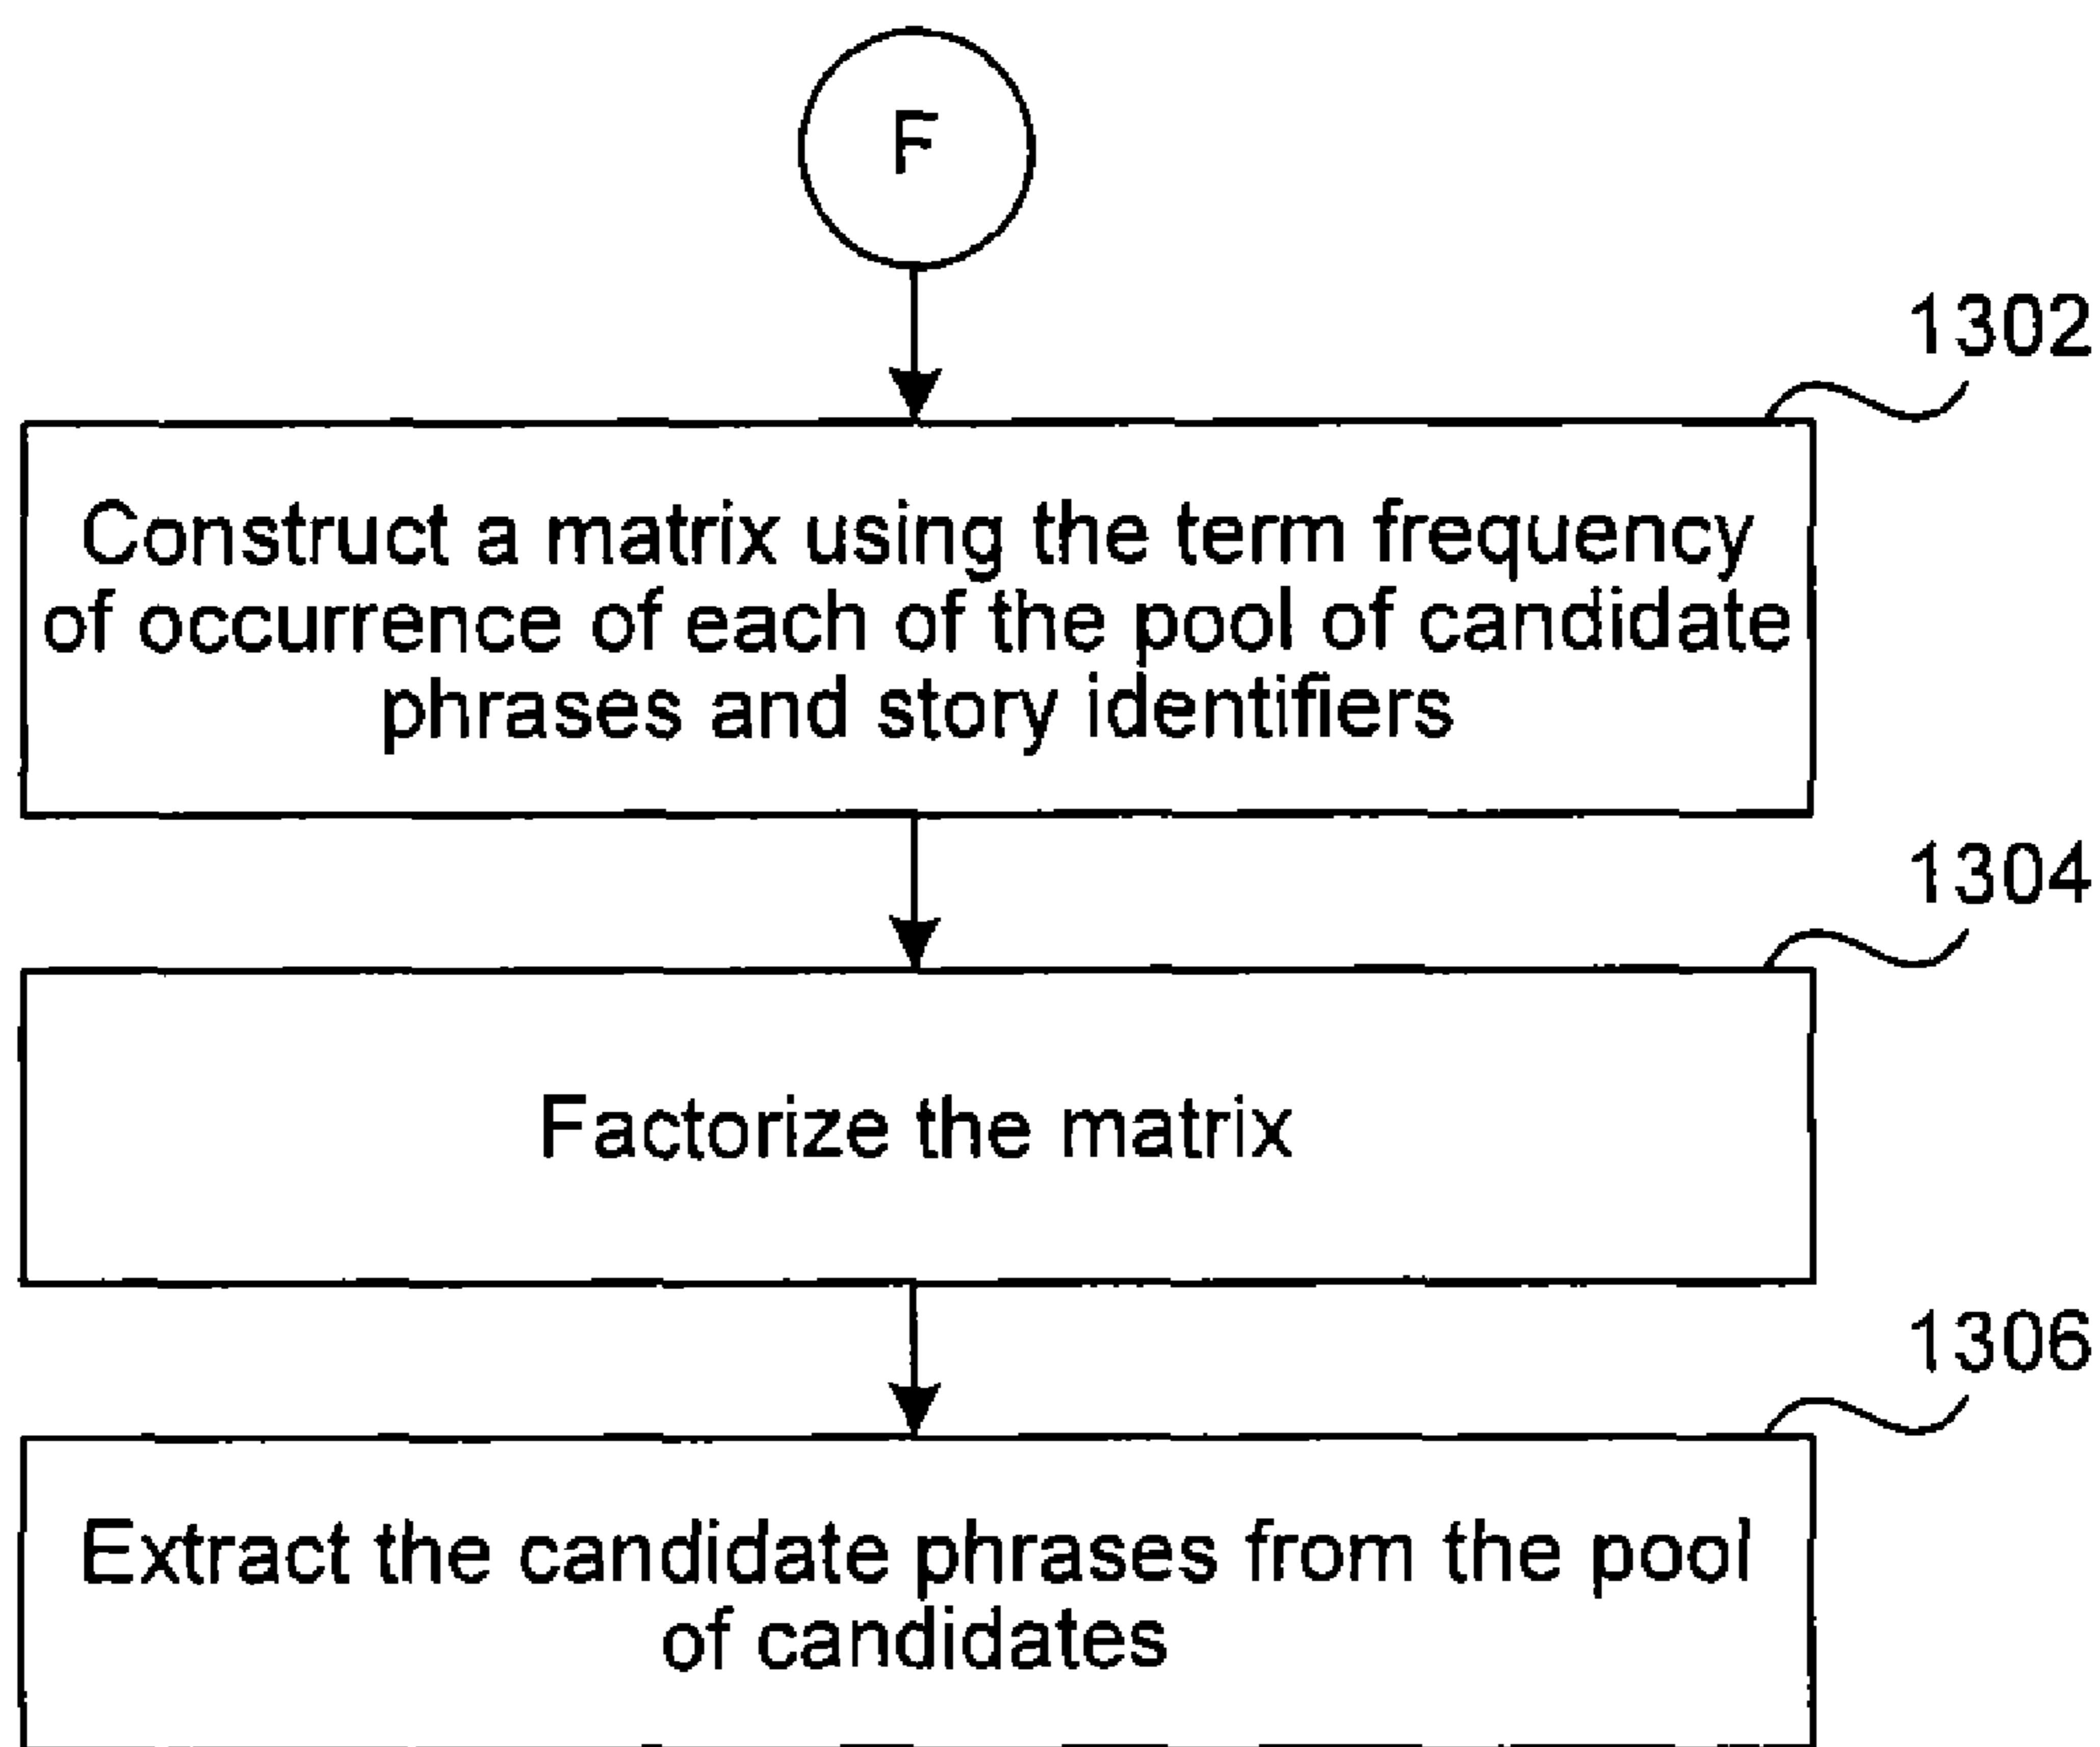 F
1302
Construct a matrix using the term frequency
of occurrence of each of the pool of candidate
phrases and story identifiers
1304
Factorize the matrix
1306
Extract the candidate phrases from the pool
of candidates